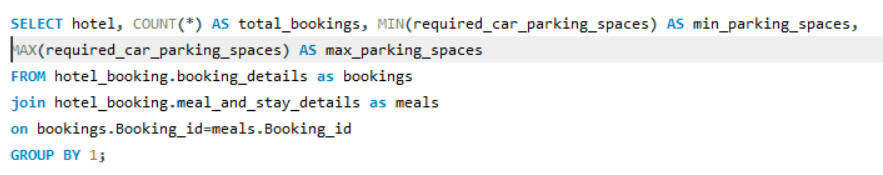 SELECT hotel, COUNT(*) AS total_bookings, MIN(required_car_parking_spaces) AS min_parking_spaces,
MAX(required_car_parking_spaces) AS max_parking_spaces
FROM hotel_booking.booking_details as bookings
join hotel_booking.meal_and_stay_details as meals
on bookings.Booking_id=meals.Booking_id
GROUP BY 1;